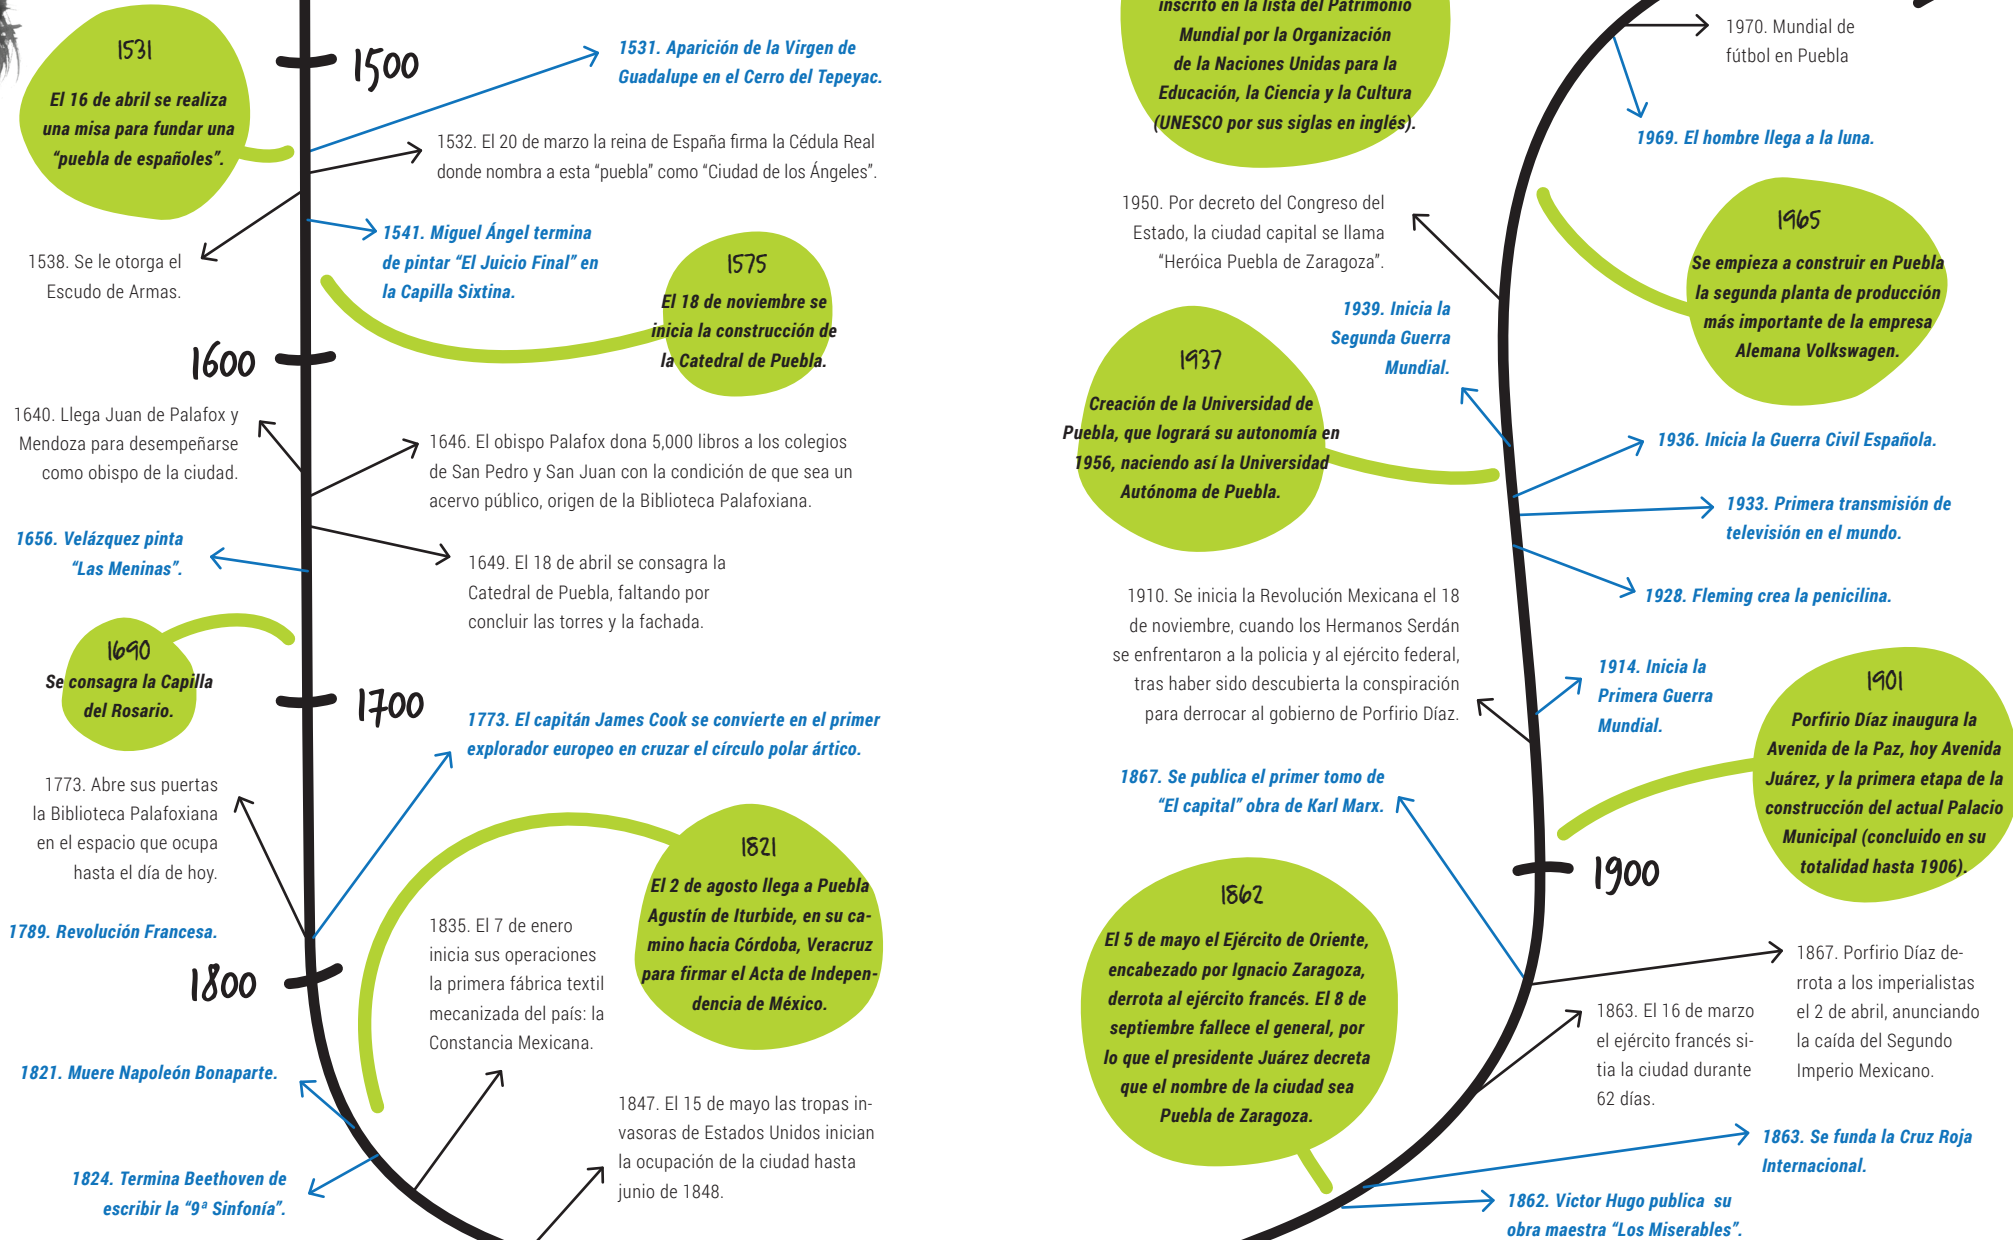 1531
El 16 de abril se realiza
una misa para fundar una
“puebla de españoles”.
1500
1531. Aparición de la Virgen de
Guadalupe en el Cerro del Tepeyac.
1532. El 20 de marzo la reina de España firma la Cédula Real
donde nombra a esta “puebla” como “Ciudad de los Ángeles”.
1538. Se le otorga el
Escudo de Armas.
1541. Miguel Ángel termina
de pintar “El Juicio Final” en
la Capilla Sixtina.
1575
El 18 de noviembre se
inicia la construcción de
la Catedral de Puebla.
1600
1640. Llega Juan de Palafox y
Mendoza para desempeñarse
como obispo de la ciudad.
1646. El obispo Palafox dona 5,000 libros a los colegios
de San Pedro y San Juan con la condición de que sea un
acervo público, origen de la Biblioteca Palafoxiana.
1656. Velázquez pinta
“Las Meninas”.
1649. El 18 de abril se consagra la
Catedral de Puebla, faltando por
concluir las torres y la fachada.
1690
Se consagra la Capilla
del Rosario.
1700
1773. El capitán James Cook se convierte en el primer
explorador europeo en cruzar el círculo polar ártico.
1773. Abre sus puertas
la Biblioteca Palafoxiana
en el espacio que ocupa
hasta el día de hoy.
1789. Revolución Francesa.
1800
1821
El 2 de agosto llega a Puebla
Agustín de Iturbide, en su ca-
mino hacia Córdoba, Veracruz
para firmar el Acta de Indepen-
dencia de México.
1835. El 7 de enero
inicia sus operaciones
la primera fábrica textil
mecanizada del país: la
Constancia Mexicana.
1821. Muere Napoleón Bonaparte.
1824. Termina Beethoven de
escribir la “9ª Sinfonía”.
1847. El 15 de mayo las tropas in-
vasoras de Estados Unidos inician
la ocupación de la ciudad hasta
junio de 1848.
inscrito en la lista del Patrimonio
Mundial por la Organización
de la Naciones Unidas para la
Educación, la Ciencia y la Cultura
(UNESCO por sus siglas en inglés).
1970. Mundial de
fútbol en Puebla
1969. El hombre llega a la luna.
1950. Por decreto del Congreso del
Estado, la ciudad capital se llama
“Heróica Puebla de Zaragoza”.
1965
Se empieza a construir en Puebla
la segunda planta de producción
más importante de la empresa
Alemana Volkswagen.
1939. Inicia la
Segunda Guerra
Mundial.
1937
Creación de la Universidad de
Puebla, que logrará su autonomía en
1956, naciendo así la Universidad
Autónoma de Puebla.
1936. Inicia la Guerra Civil Española.
1933. Primera transmisión de
televisión en el mundo.
1928. Fleming crea la penicilina.
1910. Se inicia la Revolución Mexicana el 18
de noviembre, cuando los Hermanos Serdán
se enfrentaron a la policia y al ejército federal,
tras haber sido descubierta la conspiración
para derrocar al gobierno de Porfirio Díaz.
1914. Inicia la
Primera Guerra
Mundial.
1901
Porfirio Díaz inaugura la
Avenida de la Paz, hoy Avenida
Juárez, y la primera etapa de la
construcción del actual Palacio
Municipal (concluido en su
totalidad hasta 1906).
1867. Se publica el primer tomo de
“El capital” obra de Karl Marx.
1900
1862
El 5 de mayo el Ejército de Oriente,
encabezado por Ignacio Zaragoza,
derrota al ejército francés. El 8 de
septiembre fallece el general, por
lo que el presidente Juárez decreta
que el nombre de la ciudad sea
Puebla de Zaragoza.
1867. Porfirio Díaz de-
rrota a los imperialistas
el 2 de abril, anunciando
la caída del Segundo
Imperio Mexicano.
1863. El 16 de marzo
el ejército francés si-
tia la ciudad durante
62 días.
1863. Se funda la Cruz Roja
Internacional.
1862. Victor Hugo publica su
obra maestra “Los Miserables”.